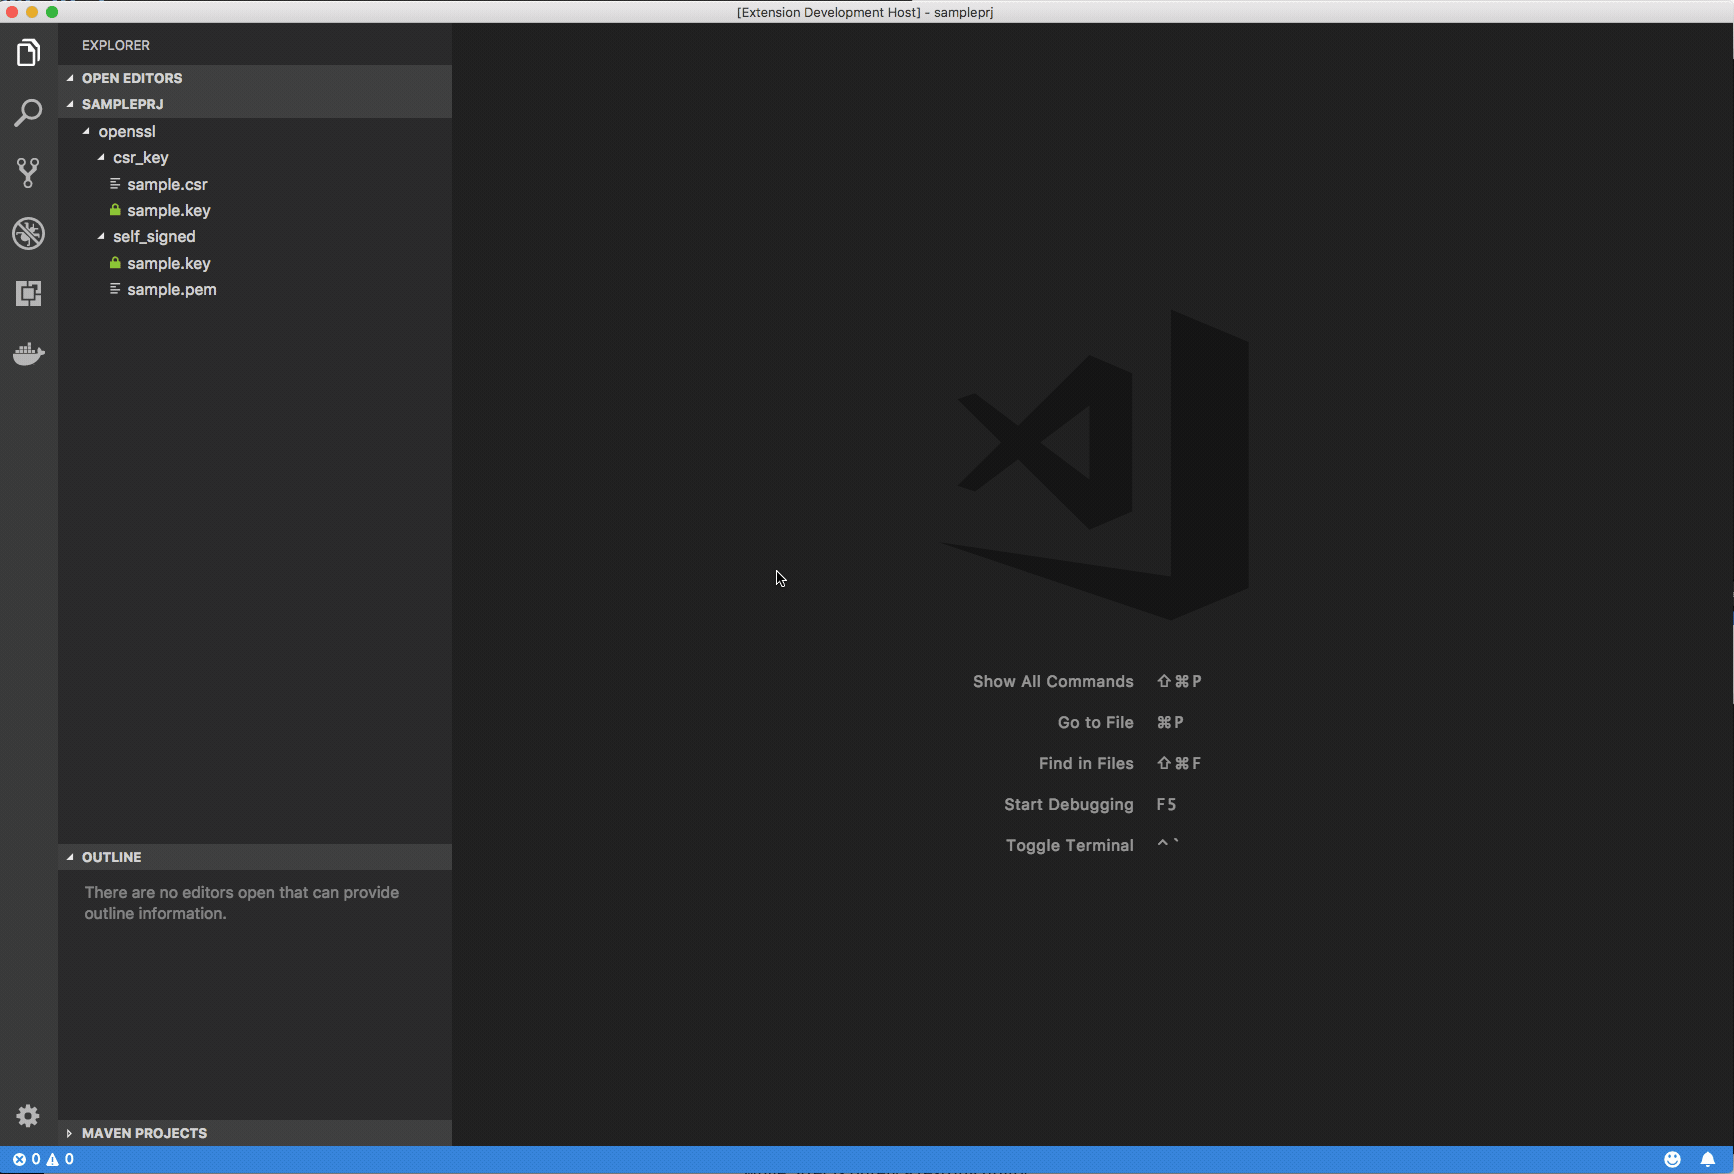 [Extension Development Host] - sampleprj
EXPLORER
OPEN EDITORS
SAMPLEPRJ
openssl
csr_key
sample.csr
sample.key
self_signed
sample.key
sample.pem
Show All Commands ⇧⌘P
Go to File ⌘P
Find in Files ⇧⌘F
Start Debugging F5
Toggle Terminal ^`
OUTLINE
There are no editors open that can provide
outline information.
MAVEN PROJECTS
0 0